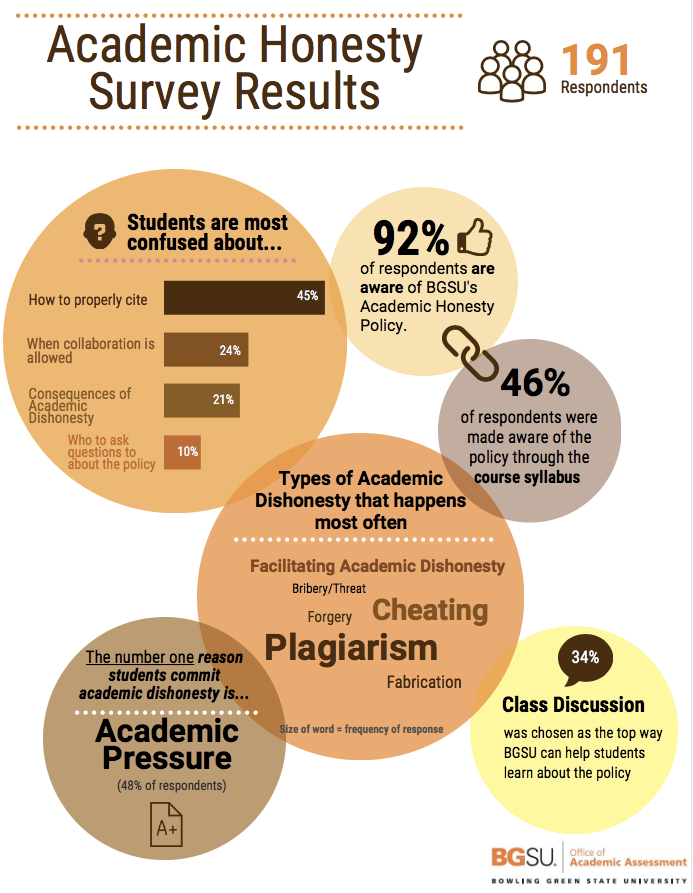 Academic Honesty
Survey Results
191
Respondents
?
Students are most
confused about...
How to properly cite
45%
When collaboration is
allowed
24%
Consequences of
Academic
Dishonesty
21%
Who to ask
questions to
about the policy
10%
92%
of respondents are
aware of BGSU's
Academic Honesty
Policy.
46%
of respondents were
made aware of the
policy through the
course syllabus
Types of Academic
Dishonesty that happens
most often
Facilitating Academic Dishonesty
Bribery/Threat
Forgery
Cheating
Plagiarism
Fabrication
Size of word = frequency of response
The number one reason
students commit
academic dishonesty is...
Academic
Pressure
(48% of respondents)
A+
34%
Class Discussion
was chosen as the top way
BGSU can help students
learn about the policy
BGSU.
Office of
Academic Assessment
BOWLING GREEN STATE UNIVERSITY